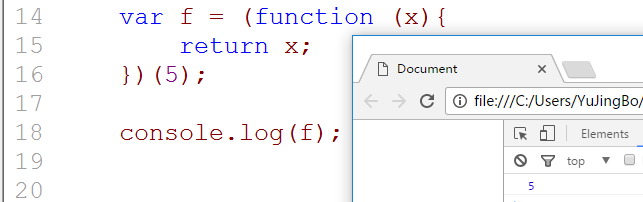 14 var f = (function (x){
15 return x;
16 })(5);
17
18 console.log(f);
19
20
Document
file:///C:/Users/YuJingBo/
Elements
top
5